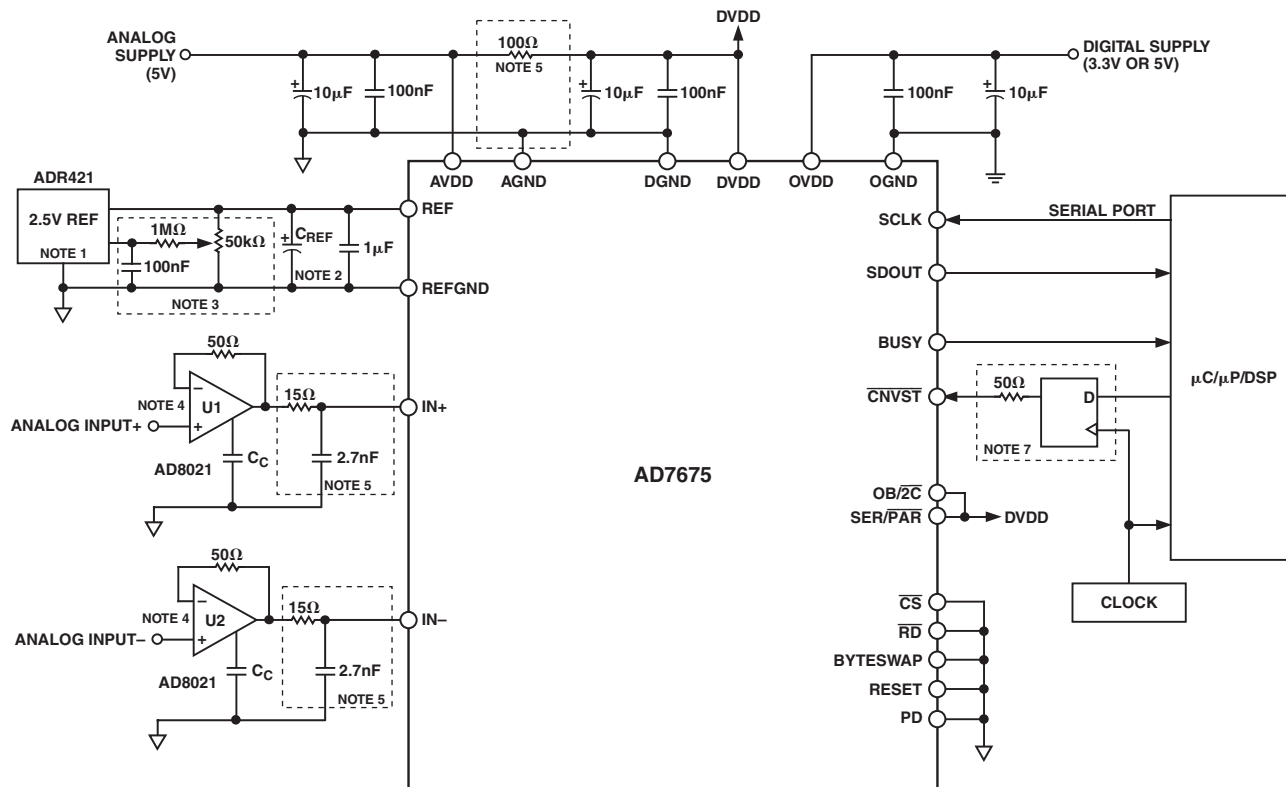 DVDD
ANALOG
SUPPLY
(5V)
100Ω
NOTE 5
DIGITAL SUPPLY
(3.3V OR 5V)
10μF
100nF
10μF
100nF
100nF
10μF
AVDD
AGND
DGND
DVDD
OVDD
OGND
ADR421
2.5V REF
NOTE 1
1MΩ
50kΩ
100nF
NOTE 3
CREF
NOTE 2
1μF
REF
REFGND
SCLK
SERIAL PORT
SDOUT
BUSY
CNVST
50Ω
D
NOTE 7
μC/μP/DSP
50Ω
NOTE 4
U1
–
+
ANALOG INPUT+
AD8021
CC
15Ω
2.7nF
NOTE 5
IN+
AD7675
OB/2C
SER/PAR
DVDD
CLOCK
50Ω
NOTE 4
U2
–
+
ANALOG INPUT–
AD8021
CC
15Ω
2.7nF
NOTE 5
IN–
CS
RD
BYTESWAP
RESET
PD